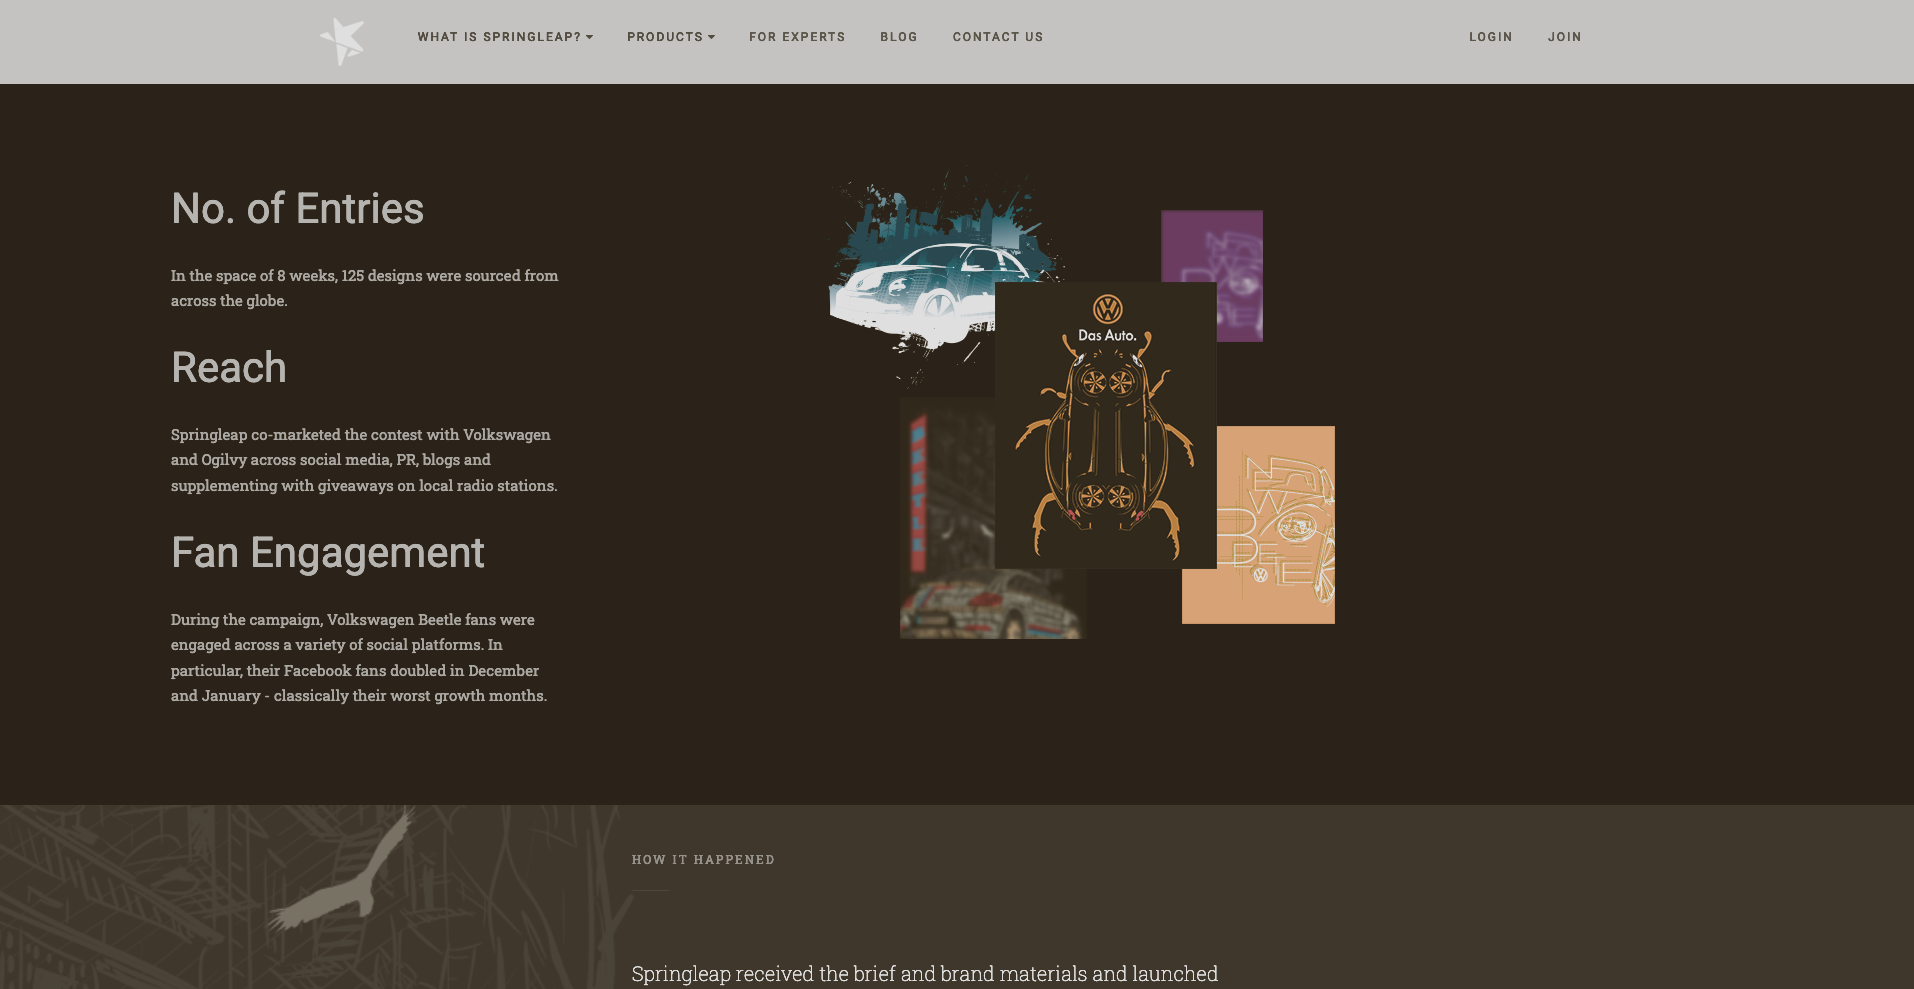 WHAT IS SPRINGLEAP?
PRODUCTS
FOR EXPERTS
BLOG
CONTACT US
LOGIN
JOIN
No. of Entries
In the space of 8 weeks, 125 designs were sourced from
across the globe.
Reach
Springleap co-marketed the contest with Volkswagen
and Ogilvy across social media, PR, blogs and
supplementing with giveaways on local radio stations.
Fan Engagement
During the campaign, Volkswagen Beetle fans were
engaged across a variety of social platforms. In
particular, their Facebook fans doubled in December
and January - classically their worst growth months.
Das Auto.
HOW IT HAPPENED
Springleap received the brief and brand materials and launched